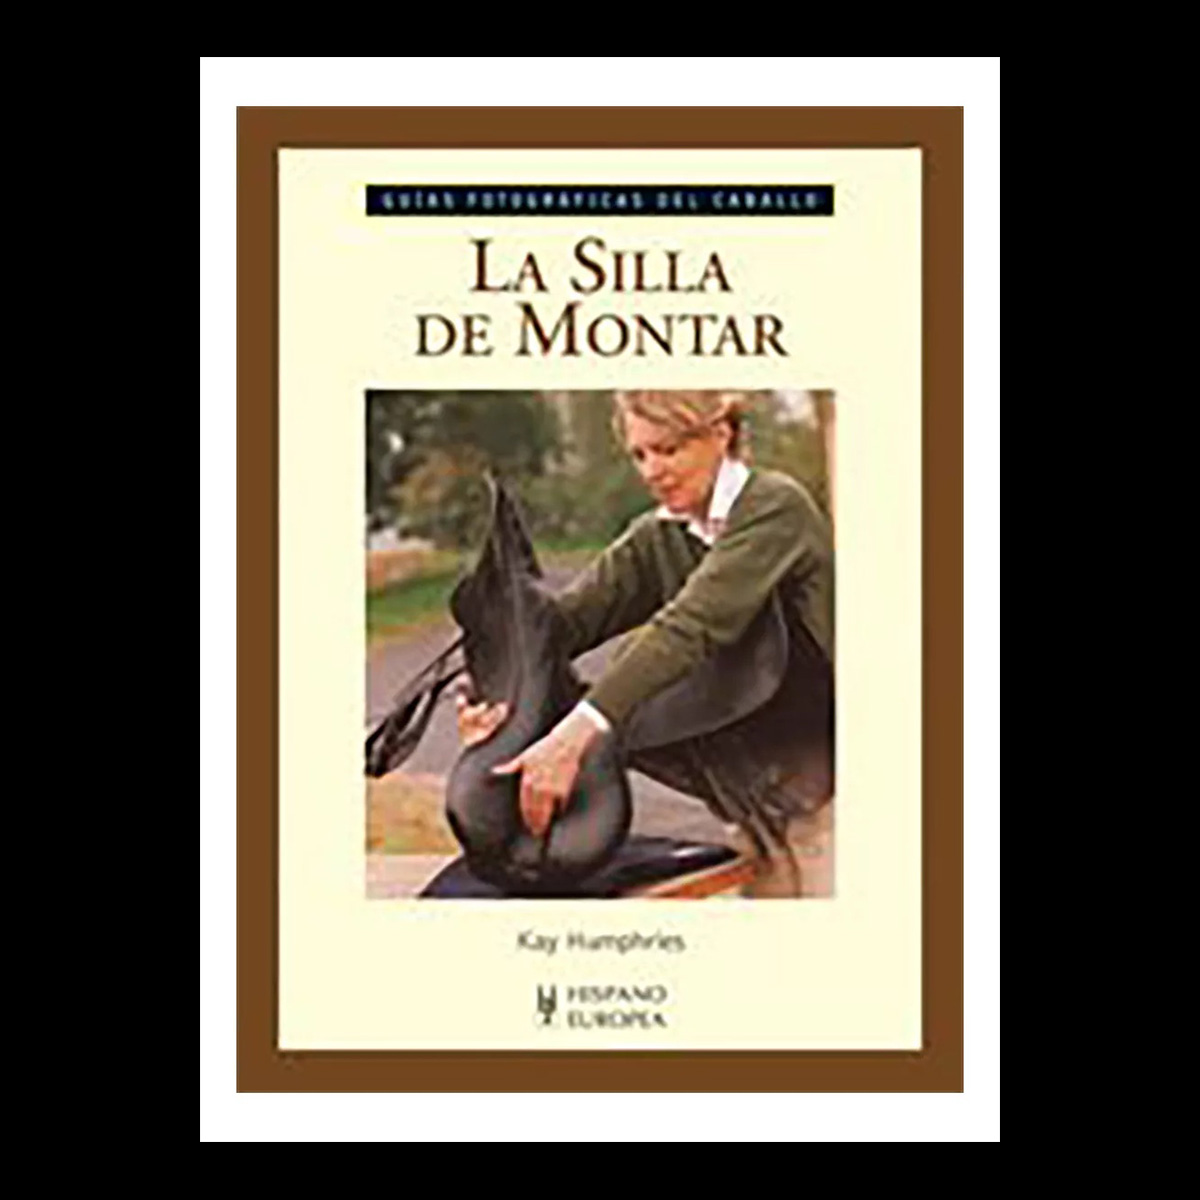 GUÍAS FOTOGRÁFICAS DEL CABALLO
LA SILLA
DE MONTAR
Kay Humphries
HISPANO
EUROPEA